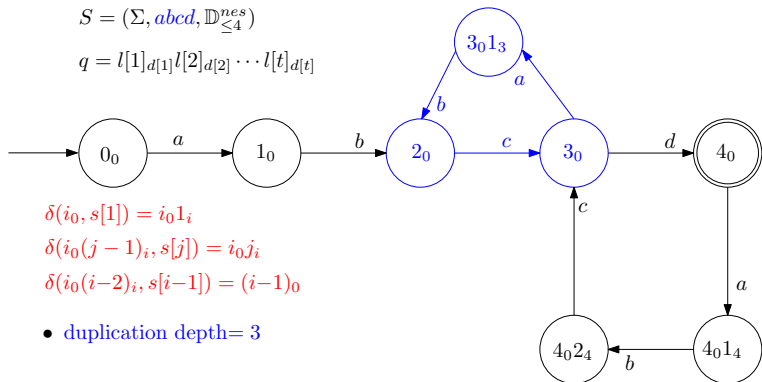 S = (Σ, abcd, 𝔻^{nes}_{≤4})
q = l[1]_{d[1]} l[2]_{d[2]} ⋯ l[t]_{d[t]}
3_0 1_3
a
b
0_0
a
1_0
b
2_0
c
3_0
d
4_0
δ(i_0, s[1]) = i_0 1_i
δ(i_0(j − 1)_i, s[j]) = i_0 j_i
δ(i_0(i−2)_i, s[i−1]) = (i−1)_0
c
a
• duplication depth= 3
4_0 2_4
b
4_0 1_4